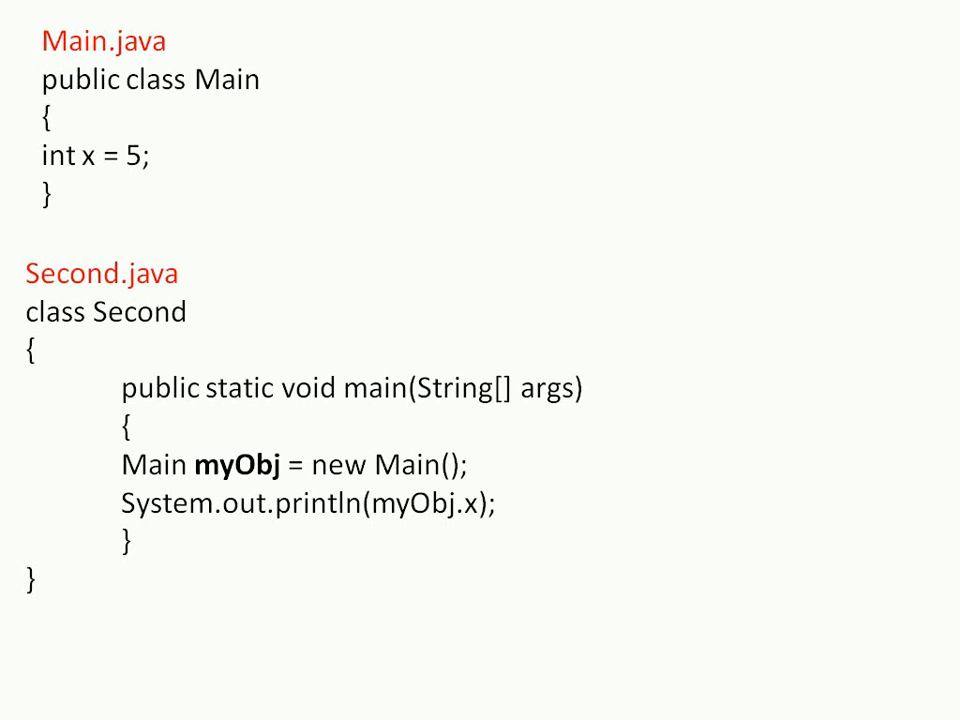 Main.java
public class Main
{
int x = 5;
}
Second.java
class Second
{
public static void main(String[] args)
{
Main myObj = new Main();
System.out.println(myObj.x);
}
}